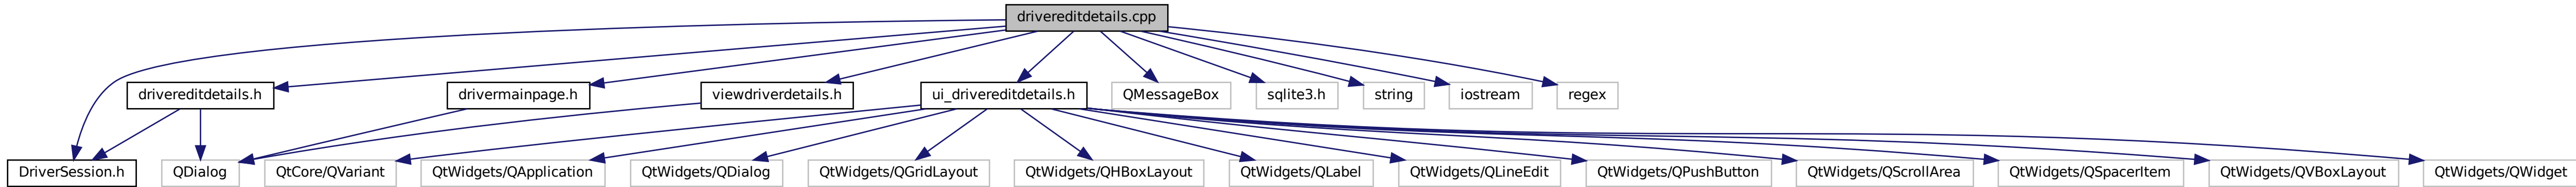 drivereditdetails.cpp
drivereditdetails.h
drivermainpage.h
viewdriverdetails.h
ui_drivereditdetails.h
QMessageBox
sqlite3.h
string
iostream
regex
DriverSession.h
QDialog
QtCore/QVariant
QtWidgets/QApplication
QtWidgets/QDialog
QtWidgets/QGridLayout
QtWidgets/QHBoxLayout
QtWidgets/QLabel
QtWidgets/QLineEdit
QtWidgets/QPushButton
QtWidgets/QScrollArea
QtWidgets/QSpacerItem
QtWidgets/QVBoxLayout
QtWidgets/QWidget